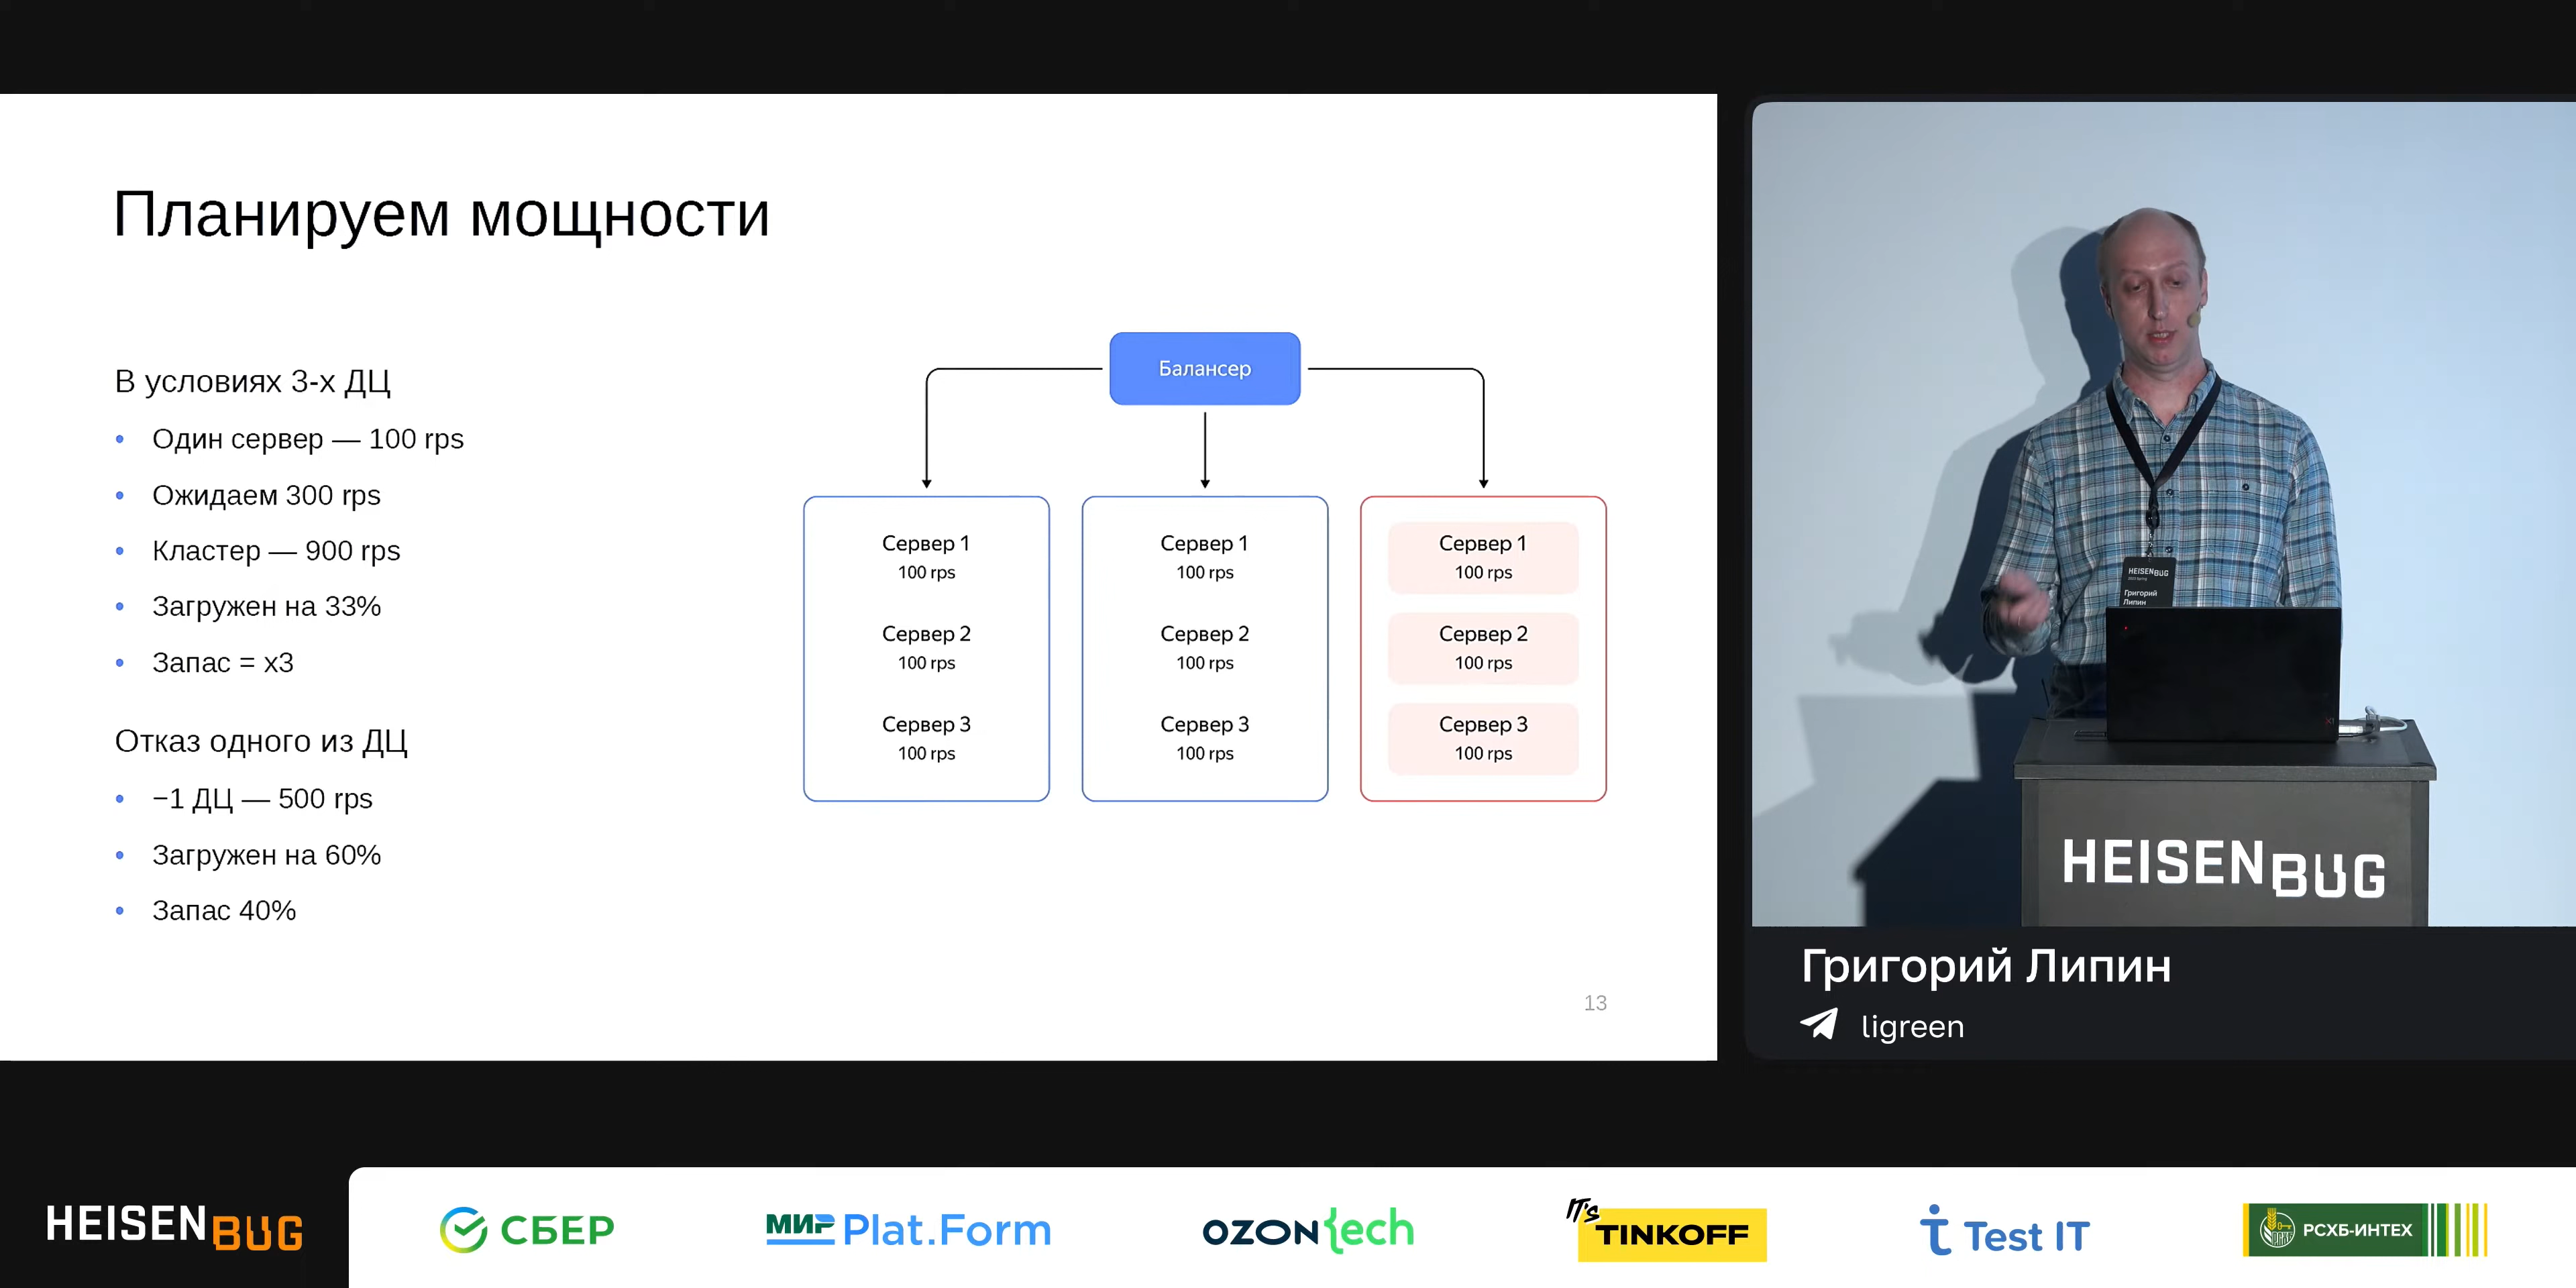 Планируем мощности
В условиях 3-х ДЦ
• Один сервер — 100 rps
• Ожидаем 300 rps
• Кластер — 900 rps
• Загружен на 33%
• Запас = x3
Отказ одного из ДЦ
• −1 ДЦ — 500 rps
• Загружен на 60%
• Запас 40%
Балансер
Сервер 1
100 rps
Сервер 2
100 rps
Сервер 3
100 rps
Сервер 1
100 rps
Сервер 2
100 rps
Сервер 3
100 rps
Сервер 1
100 rps
Сервер 2
100 rps
Сервер 3
100 rps
13
HEISENBUG
Григорий
Липин
HEISENBUG
Григорий Липин
ligreen
HEISENBUG
СБЕР
МИР Plat.Form
OZON{ech
IT's TINKOFF
Test IT
РСХБ-ИНТЕХ